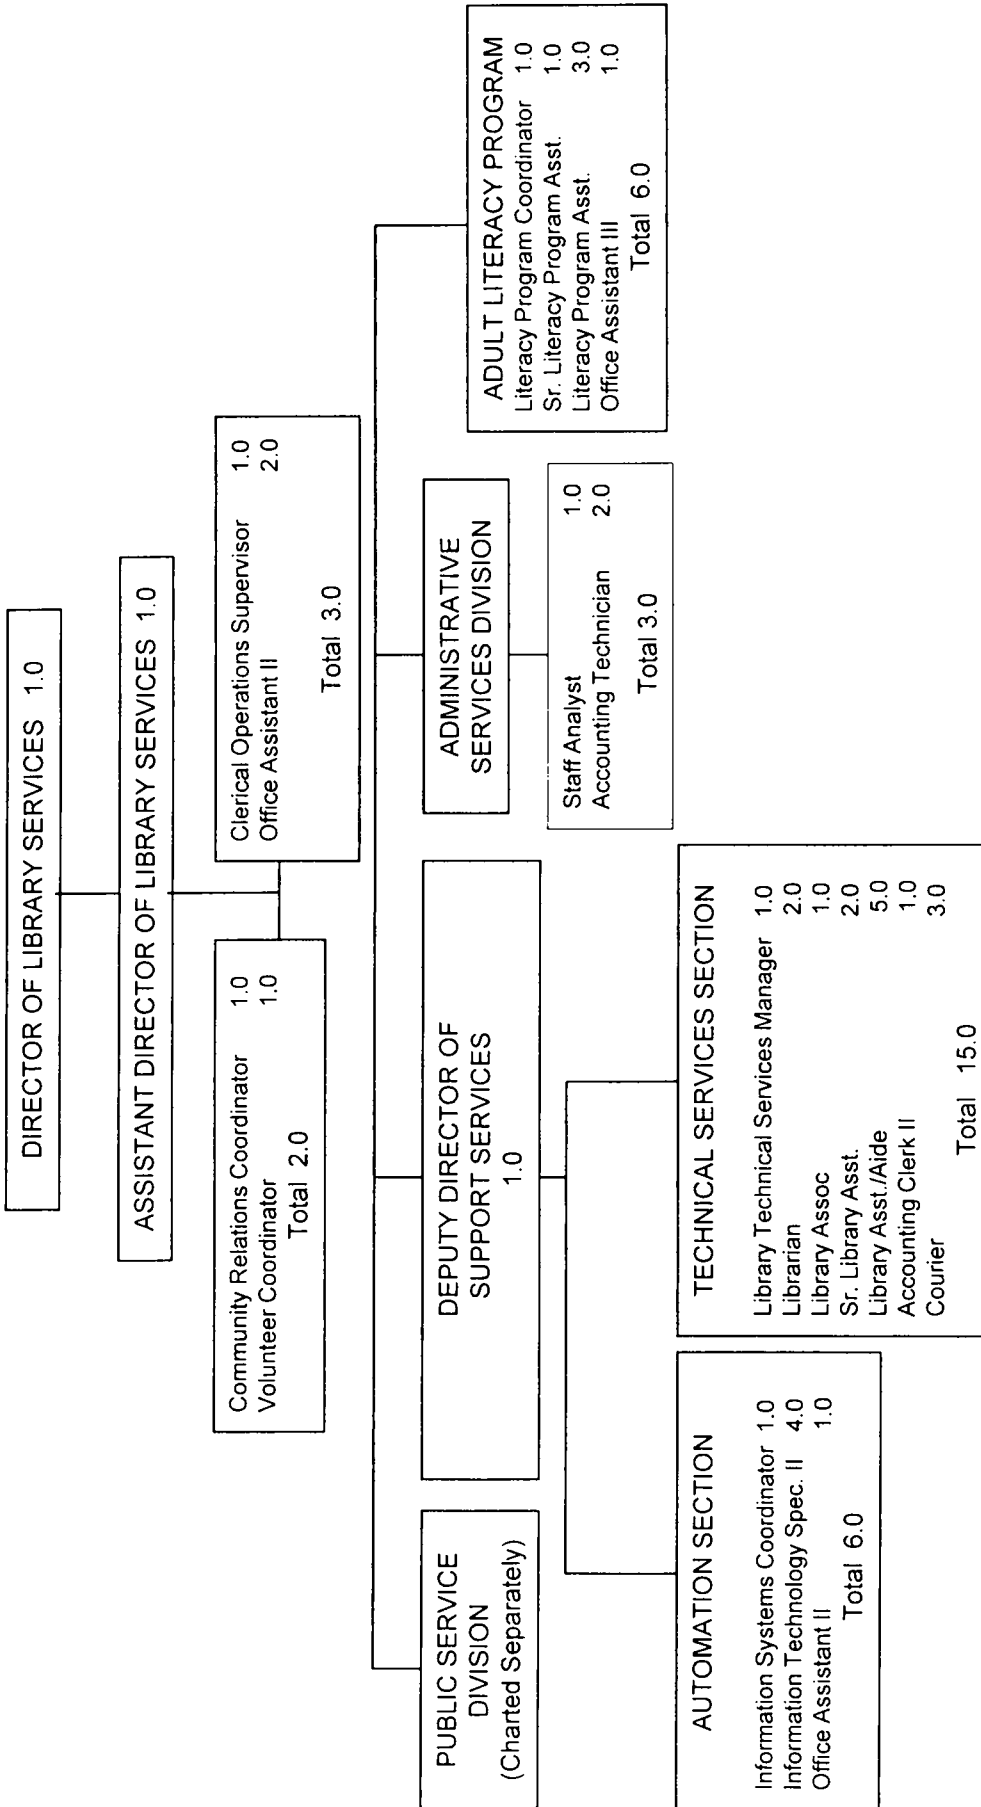 DIRECTOR OF LIBRARY SERVICES 1.0
ASSISTANT DIRECTOR OF LIBRARY SERVICES 1.0
Community Relations Coordinator 1.0
Volunteer Coordinator 1.0
Total 2.0
Clerical Operations Supervisor 1.0
Office Assistant II 2.0
Total 3.0
PUBLIC SERVICE
DIVISION
(Charted Separately)
DEPUTY DIRECTOR OF
SUPPORT SERVICES
1.0
ADMINISTRATIVE
SERVICES DIVISION
Staff Analyst 1.0
Accounting Technician 2.0
Total 3.0
ADULT LITERACY PROGRAM
Literacy Program Coordinator 1.0
Sr. Literacy Program Asst. 1.0
Literacy Program Asst. 3.0
Office Assistant III 1.0
Total 6.0
AUTOMATION SECTION
Information Systems Coordinator 1.0
Information Technology Spec. II 4.0
Office Assistant II 1.0
Total 6.0
TECHNICAL SERVICES SECTION
Library Technical Services Manager 1.0
Librarian 2.0
Library Assoc 1.0
Sr. Library Asst. 2.0
Library Asst./Aide 5.0
Accounting Clerk II 1.0
Courier 3.0
Total 15.0